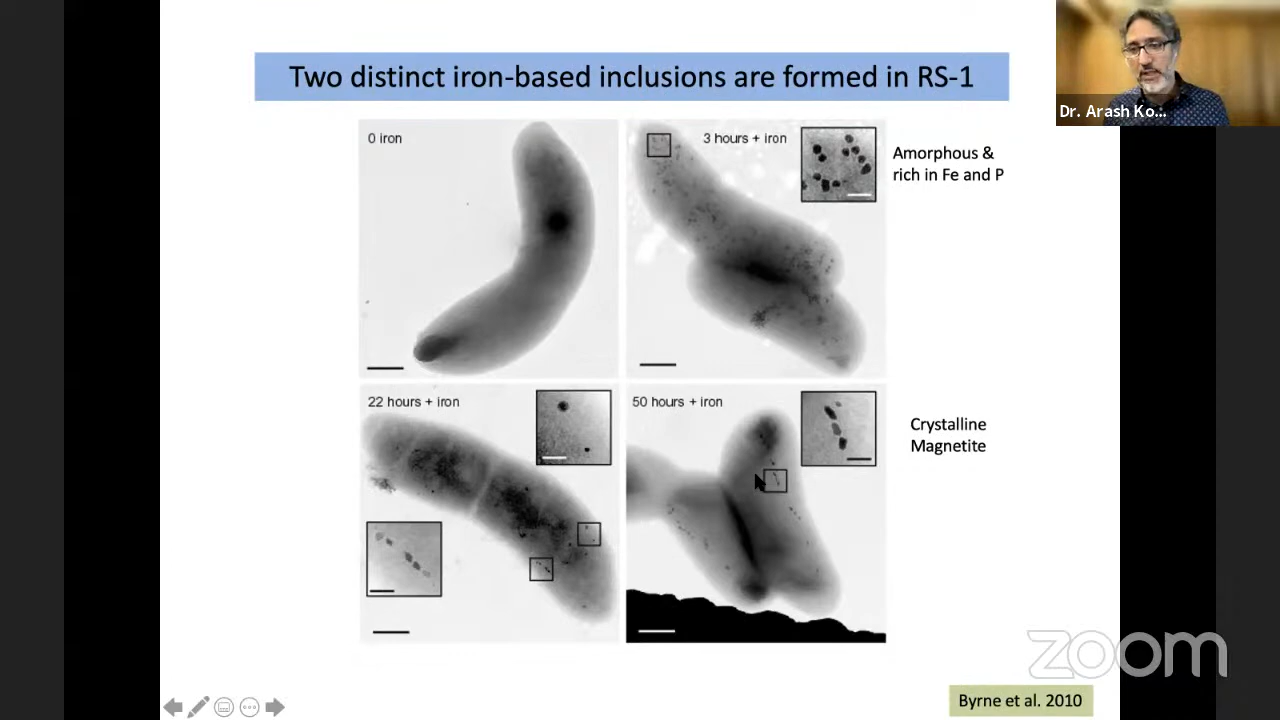 Two distinct iron-based inclusions are formed in RS-1
Dr. Arash Ko...
0 iron
3 hours + iron
Amorphous &
rich in Fe and P
22 hours + iron
50 hours + iron
Crystalline
Magnetite
zoom
Byrne et al. 2010